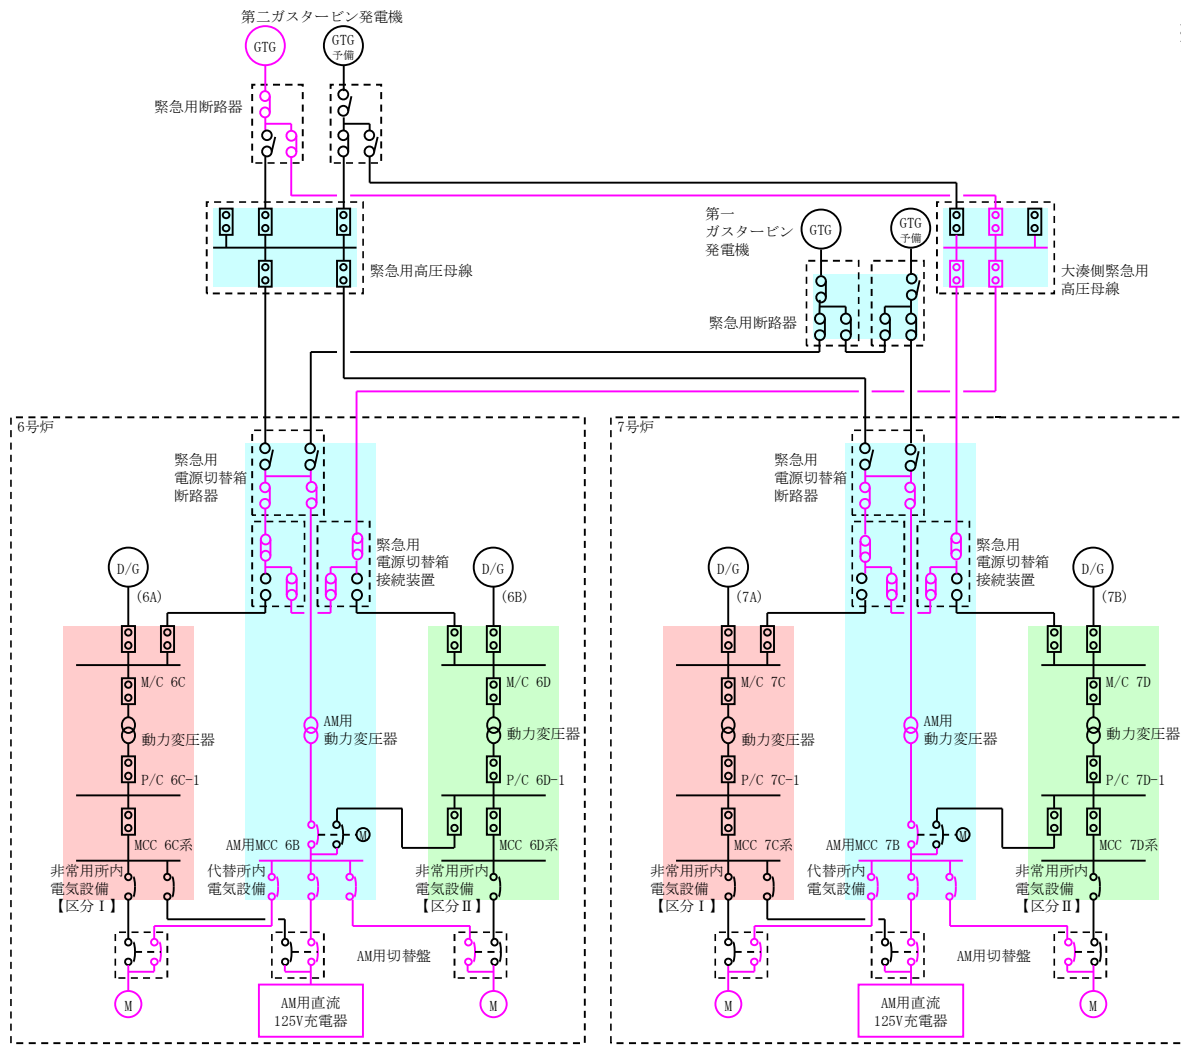 第二ガスタービン発電機
GTG
GTG
予備
緊急用断路器
第一
ガスタービン
発電機
GTG
GTG
予備
緊急用高圧母線
大湊側緊急用
高圧母線
緊急用断路器
6号炉
緊急用
電源切替箱
断路器
緊急用
電源切替箱
接続装置
D/G
(6A)
D/G
(6B)
M/C 6C
M/C 6D
動力変圧器
AM用
動力変圧器
動力変圧器
P/C 6C-1
P/C 6D-1
M
MCC 6C系
AM用MCC 6B
MCC 6D系
非常用所内
電気設備
【区分Ⅰ】
代替所内
電気設備
非常用所内
電気設備
【区分Ⅱ】
AM用切替盤
M
AM用直流
125V充電器
M
7号炉
緊急用
電源切替箱
断路器
緊急用
電源切替箱
接続装置
D/G
(7A)
D/G
(7B)
M/C 7C
M/C 7D
動力変圧器
AM用
動力変圧器
動力変圧器
P/C 7C-1
P/C 7D-1
M
MCC 7C系
AM用MCC 7B
MCC 7D系
非常用所内
電気設備
【区分Ⅰ】
代替所内
電気設備
非常用所内
電気設備
【区分Ⅱ】
AM用切替盤
M
AM用直流
125V充電器
M